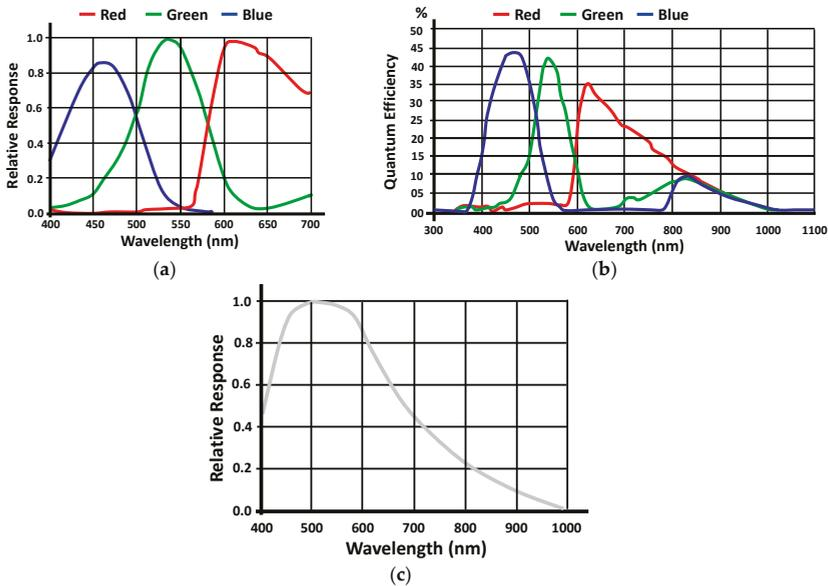 Red Green Blue
Relative Response
1.0
0.8
0.6
0.4
0.2
0.0
400 450 500 550 600 650 700
Wavelength (nm)
(a)
% Red Green Blue
Quantum Efficiency
50
45
40
35
30
25
20
15
10
05
00
300 400 500 600 700 800 900 1000 1100
Wavelength (nm)
(b)
Relative Response
1.0
0.8
0.6
0.4
0.2
0.0
400 500 600 700 800 900 1000
Wavelength (nm)
(c)